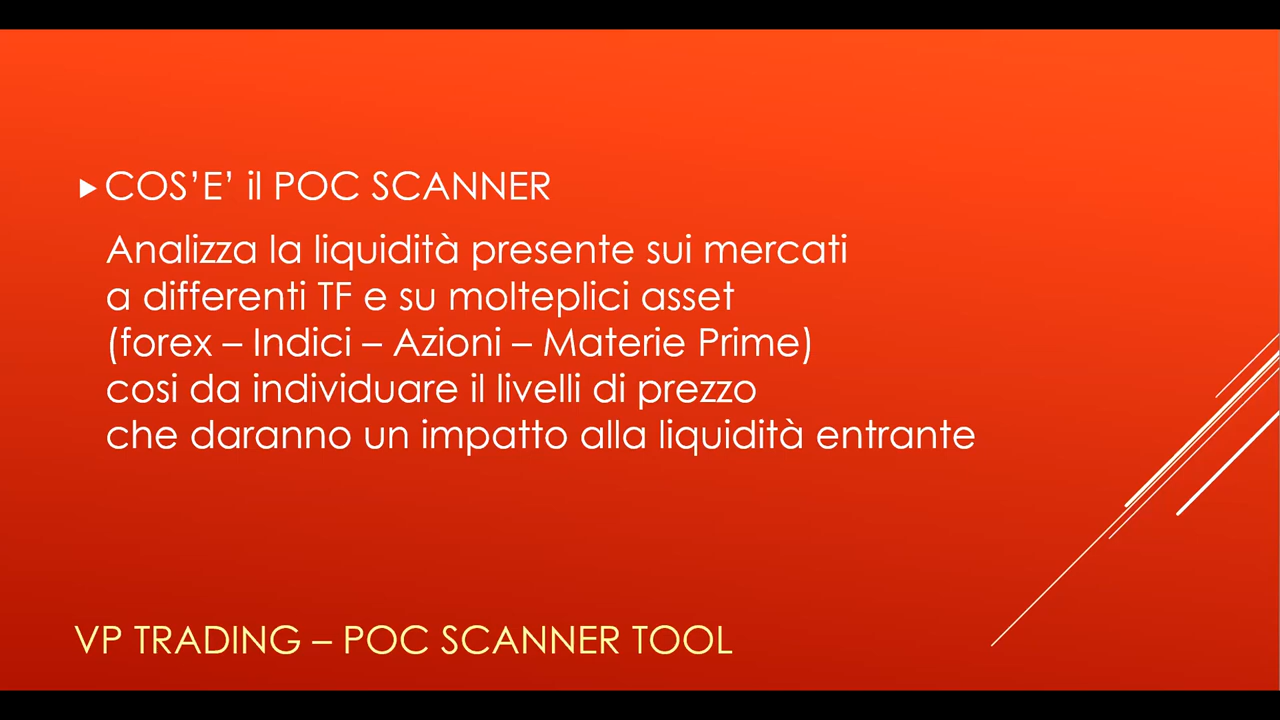 COS’E’ il POC SCANNER
Analizza la liquidità presente sui mercati
a differenti TF e su molteplici asset
(forex – Indici – Azioni – Materie Prime)
cosi da individuare il livelli di prezzo
che daranno un impatto alla liquidità entrante
VP TRADING – POC SCANNER TOOL